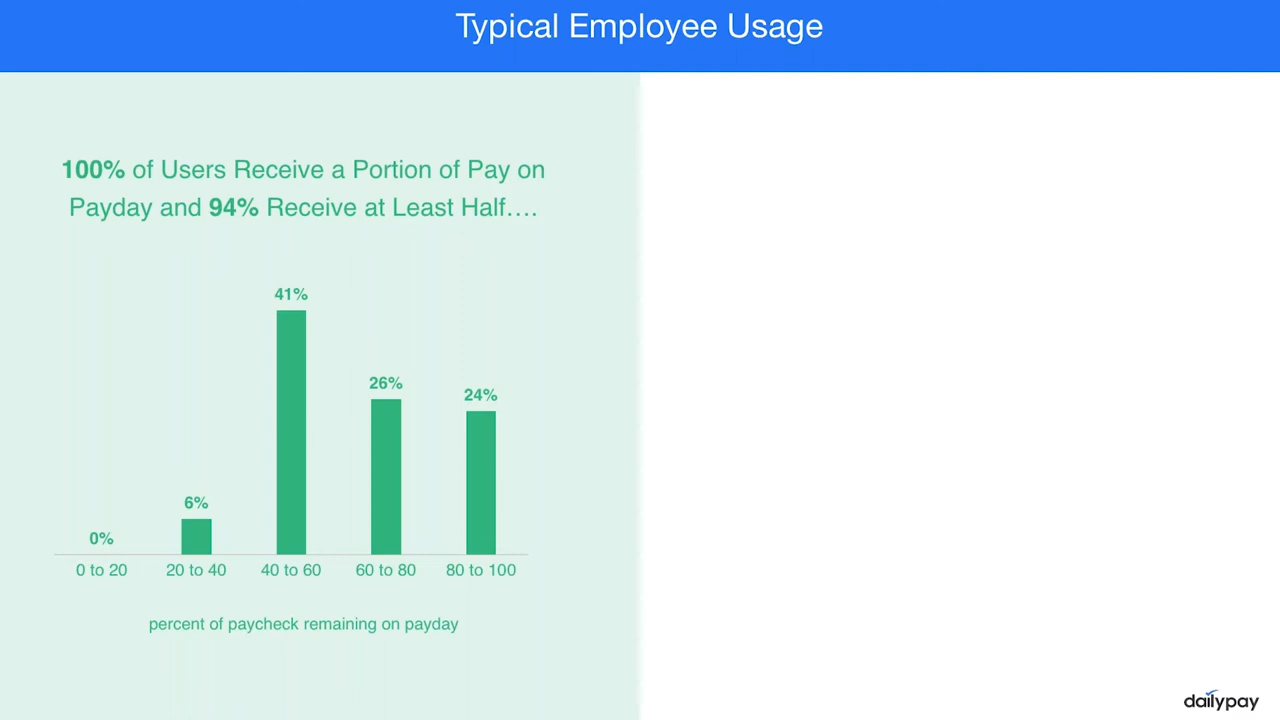 Typical Employee Usage
100% of Users Receive a Portion of Pay on
Payday and 94% Receive at Least Half….
41%
26%
24%
6%
0%
0 to 20 20 to 40 40 to 60 60 to 80 80 to 100
percent of paycheck remaining on payday
dailypay